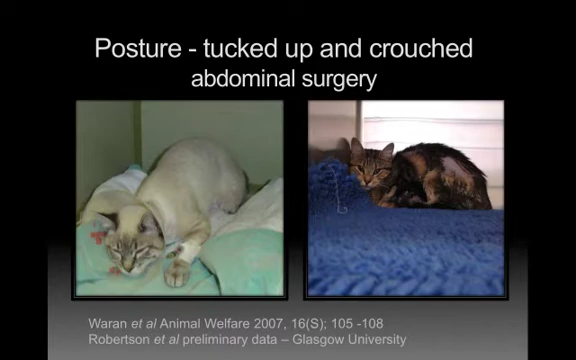 Posture - tucked up and crouched
abdominal surgery
Waran et al Animal Welfare 2007, 16(S); 105 -108
Robertson et al preliminary data – Glasgow University